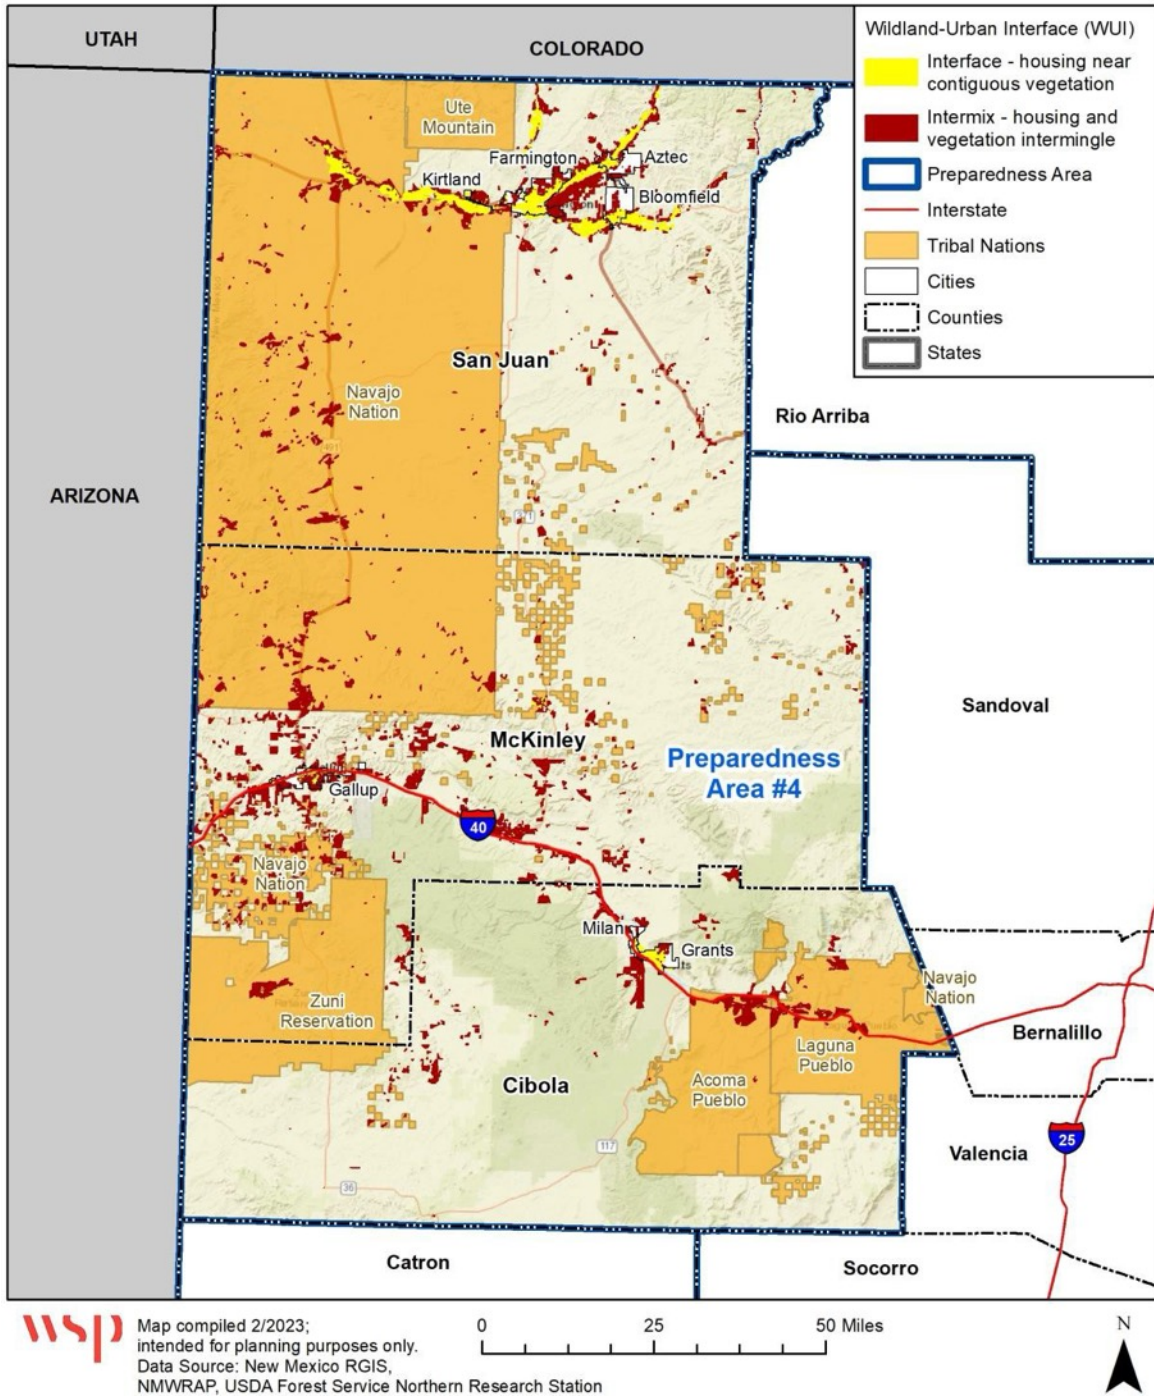 UTAH
COLORADO
Wildland-Urban Interface (WUI)
Interface - housing near
contiguous vegetation
Intermix - housing and
vegetation intermingle
Preparedness Area
Interstate
Tribal Nations
Cities
Counties
States
Ute
Mountain
Farmington
Aztec
Kirtland
Bloomfield
San Juan
Navajo
Nation
Rio Arriba
ARIZONA
491
371
Sandoval
McKinley
Preparedness
Area #4
Gallup
40
Navajo
Nation
Milan
Grants
Zuni
Reservation
Navajo
Nation
Bernalillo
Laguna
Pueblo
Cibola
Acoma
Pueblo
117
25
Valencia
36
Catron
Socorro
wsp
Map compiled 2/2023;
intended for planning purposes only.
Data Source: New Mexico RGIS,
NMWRAP, USDA Forest Service Northern Research Station
0 25 50 Miles
N